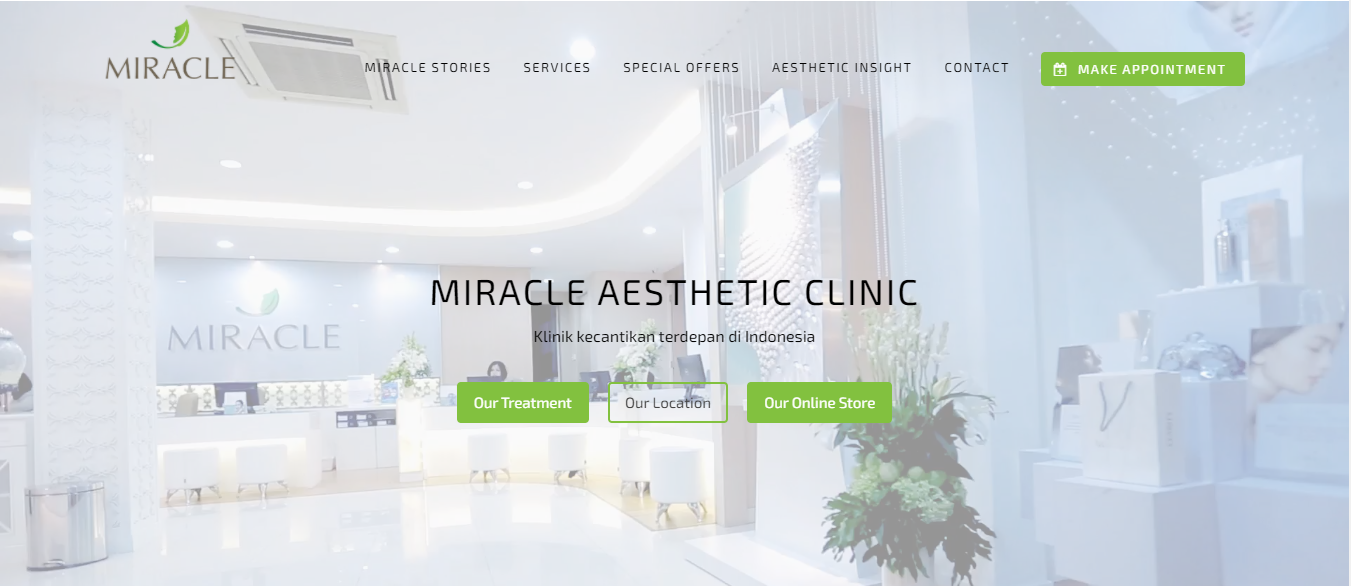 MIRACLE
MIRACLE STORIES
SERVICES
SPECIAL OFFERS
AESTHETIC INSIGHT
CONTACT
MAKE APPOINTMENT
MIRACLE AESTHETIC CLINIC
Klinik kecantikan terdepan di Indonesia
MIRACLE
Our Treatment
Our Location
Our Online Store